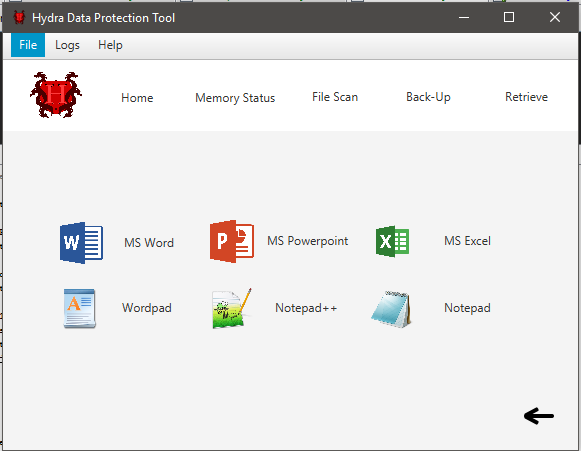 Hydra Data Protection Tool
File Logs Help
H
Home Memory Status File Scan Back-Up Retrieve
W MS Word P MS Powerpoint X MS Excel
A Wordpad Notepad++ Notepad